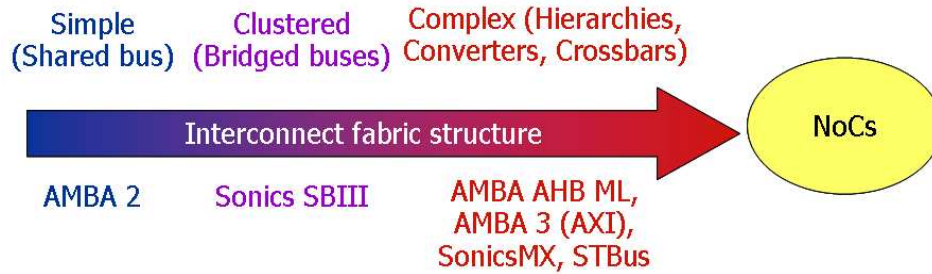 Simple
(Shared bus)
Clustered
(Bridged buses)
Complex (Hierarchies,
Converters, Crossbars)
Interconnect fabric structure
NoCs
AMBA 2
Sonics SBIII
AMBA AHB ML,
AMBA 3 (AXI),
SonicsMX, STBus